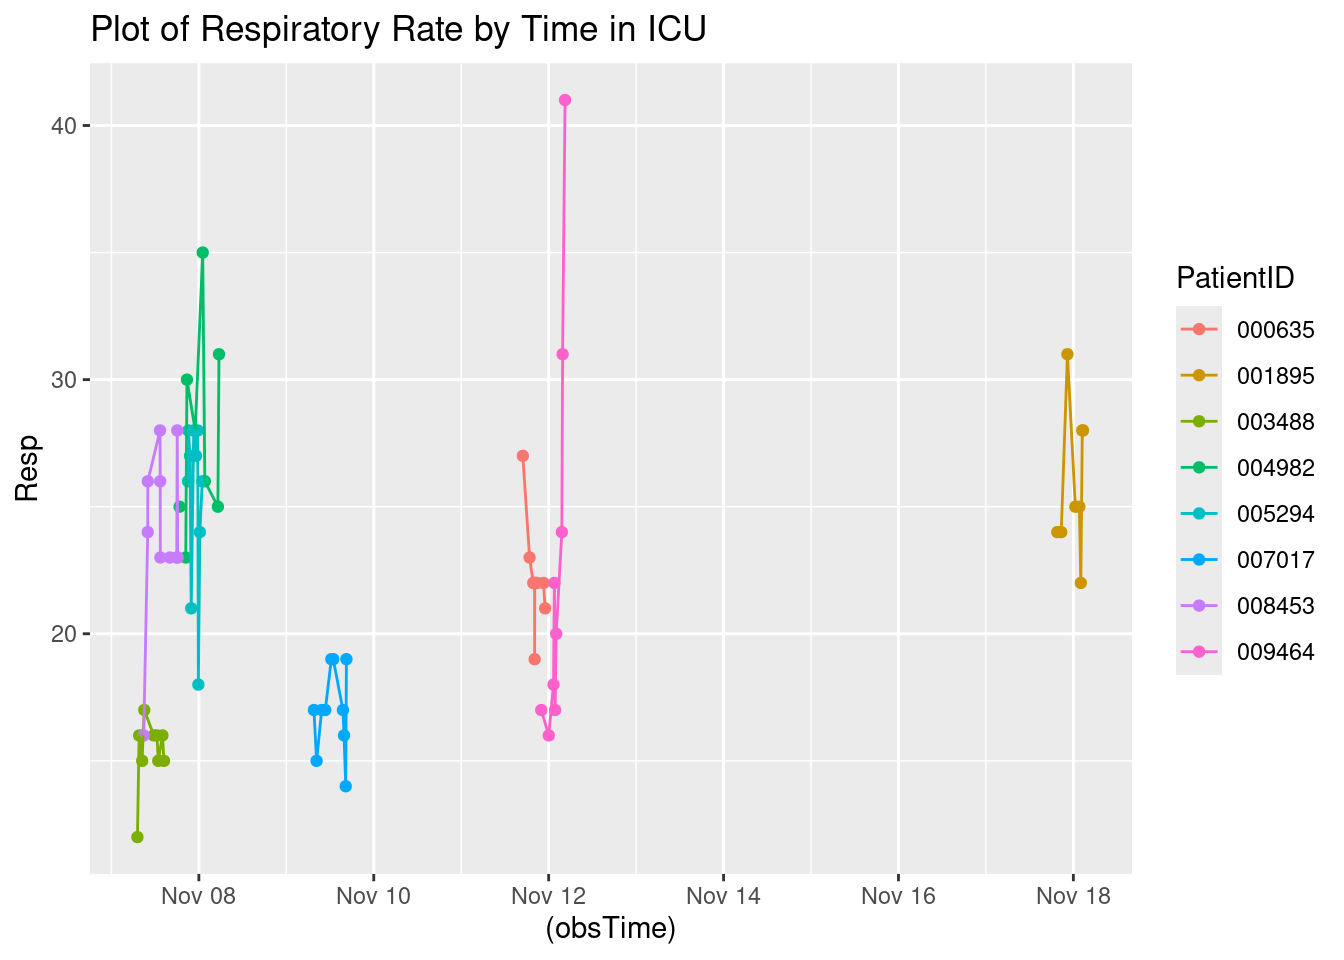 Plot of Respiratory Rate by Time in ICU
40
30
20
Resp
Nov 08 Nov 10 Nov 12 Nov 14 Nov 16 Nov 18
(obsTime)
PatientID
000635
001895
003488
004982
005294
007017
008453
009464